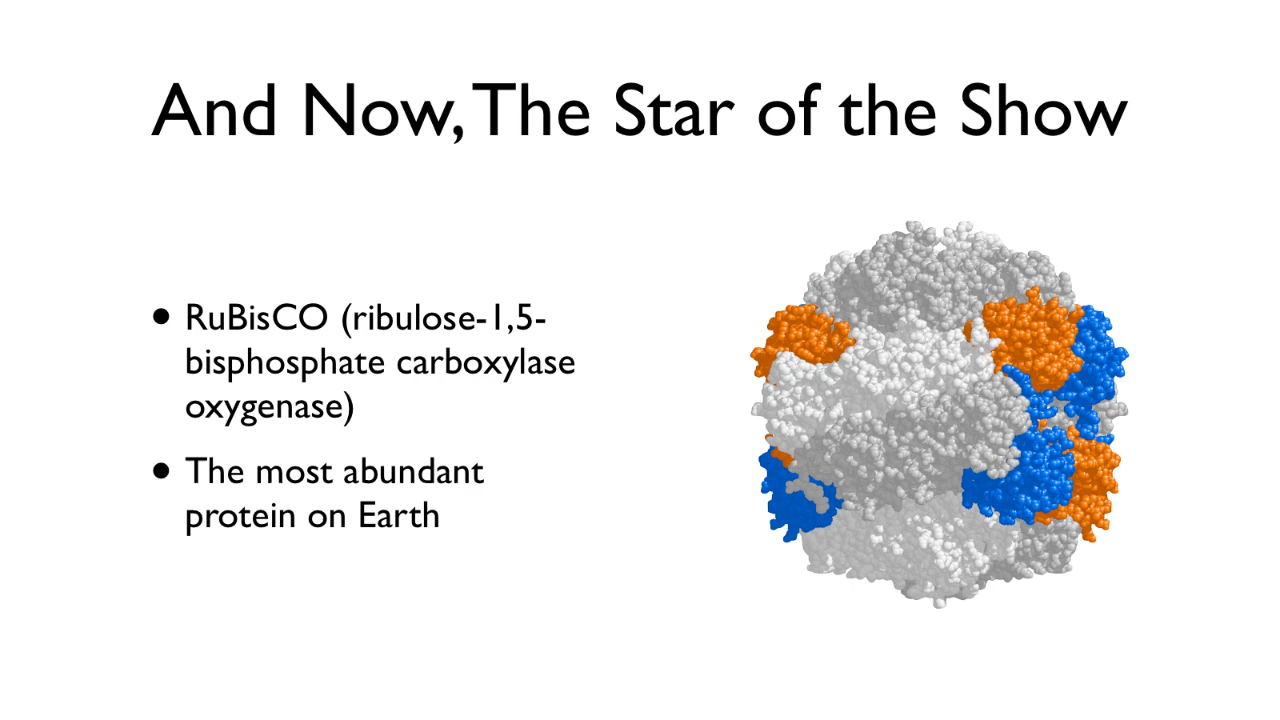 And Now, The Star of the Show
• RuBisCO (ribulose-1,5-
bisphosphate carboxylase
oxygenase)
• The most abundant
protein on Earth